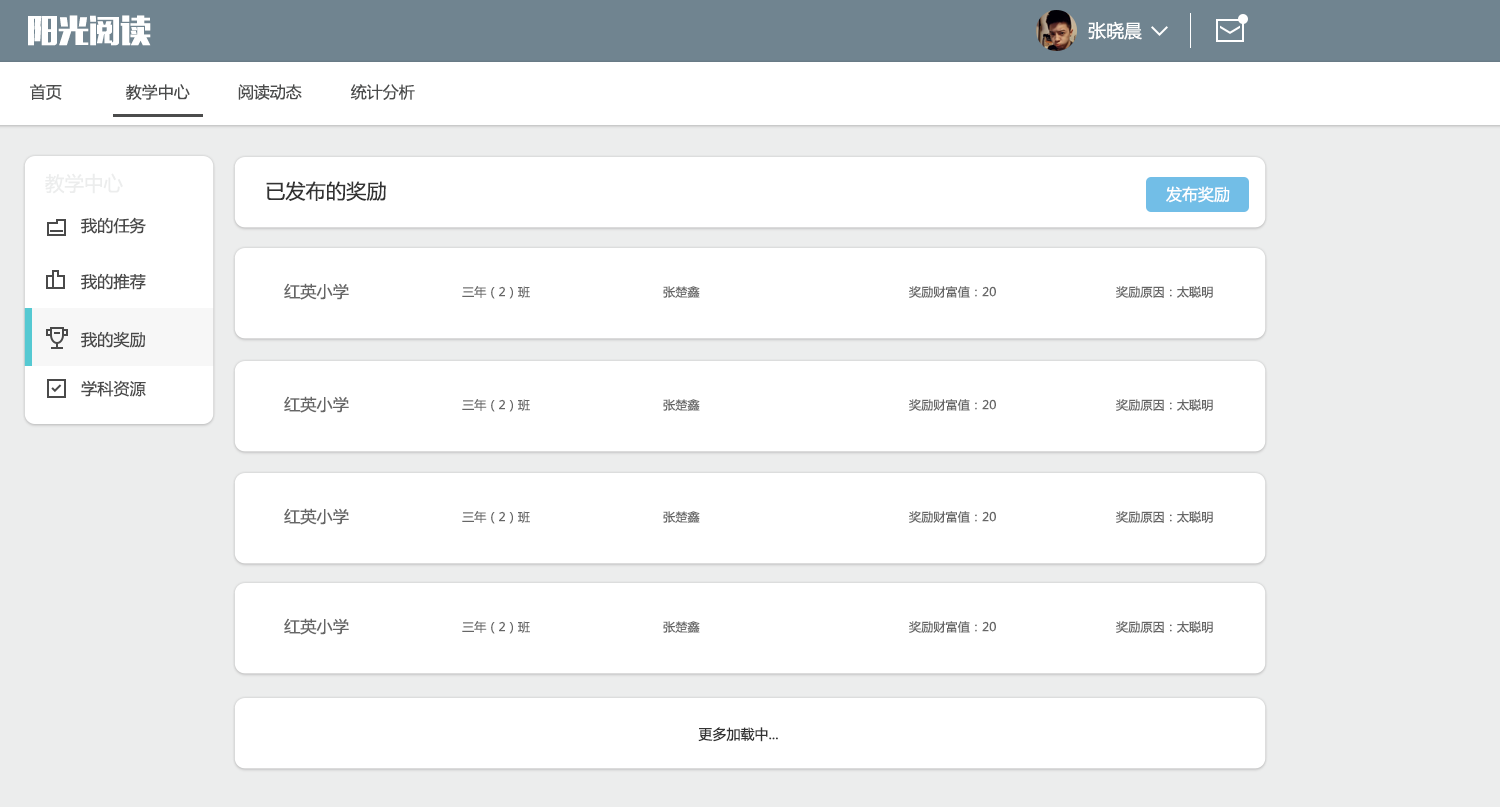 阳光阅读
张晓晨
首页 教学中心 阅读动态 统计分析
教学中心
我的任务
我的推荐
我的奖励
学科资源
已发布的奖励 发布奖励
红英小学 三年（2）班 张楚鑫 奖励财富值：20 奖励原因：太聪明
红英小学 三年（2）班 张楚鑫 奖励财富值：20 奖励原因：太聪明
红英小学 三年（2）班 张楚鑫 奖励财富值：20 奖励原因：太聪明
红英小学 三年（2）班 张楚鑫 奖励财富值：20 奖励原因：太聪明
更多加载中...